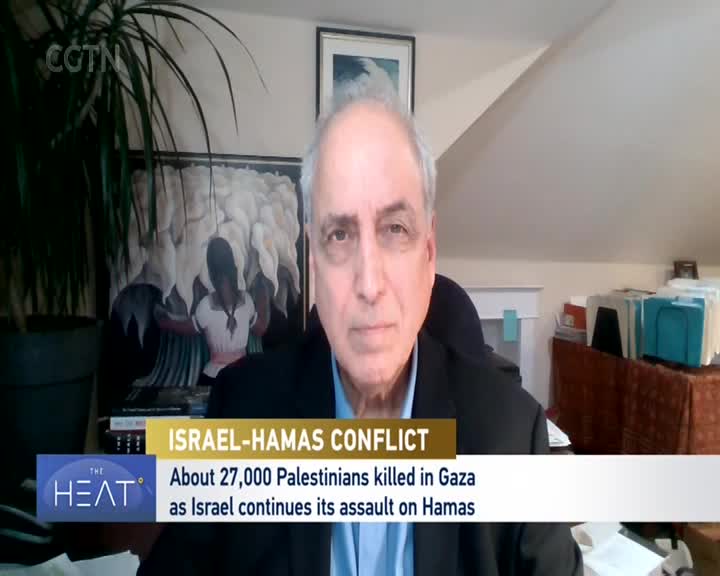 CGTN
ISRAEL-HAMAS CONFLICT
THE
HEAT
About 27,000 Palestinians killed in Gaza
as Israel continues its assault on Hamas